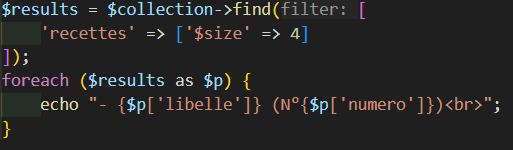 $results = $collection->find(filter: [
    'recettes' => ['$size' => 4]
]);
foreach ($results as $p) {
    echo "- {$p['libelle']} (N°{$p['numero']})<br>";
}